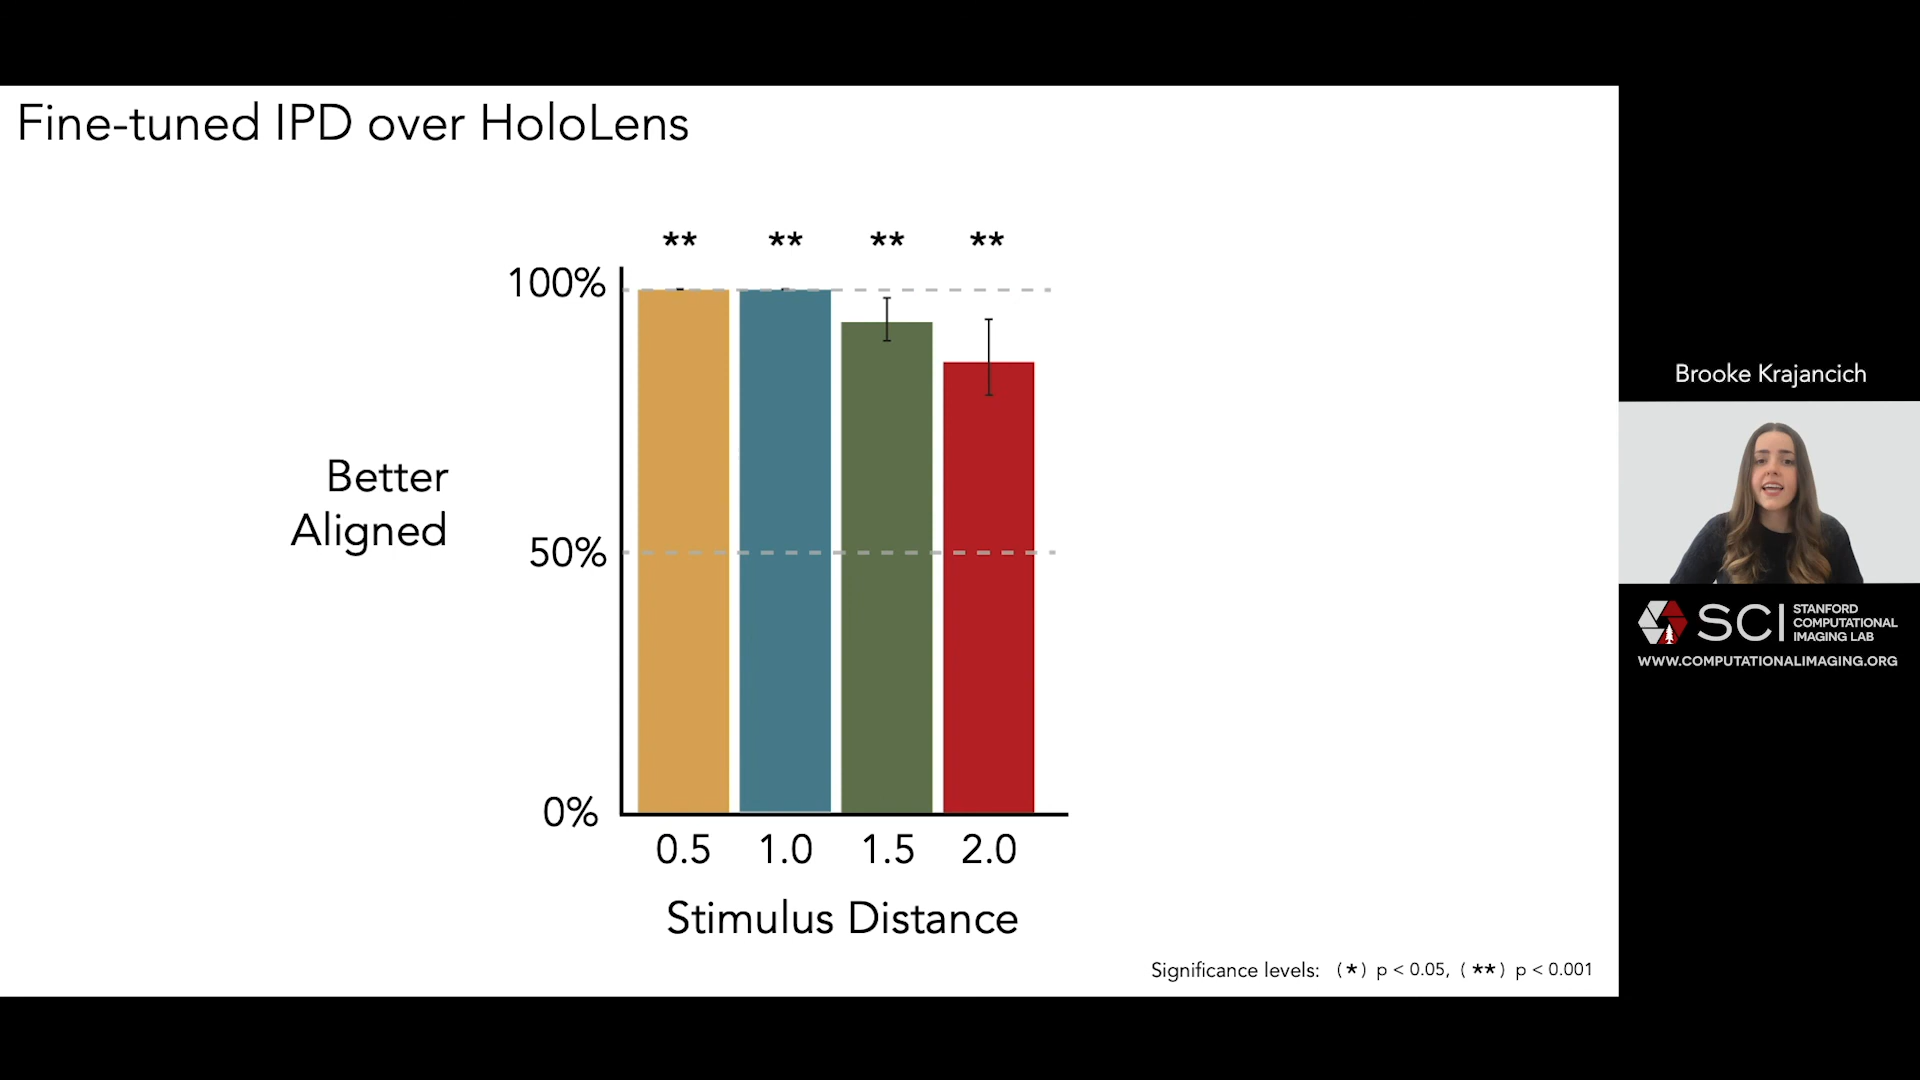 Fine-tuned IPD over HoloLens
** ** ** **
100%
Better
Aligned
50%
0%
0.5 1.0 1.5 2.0
Stimulus Distance
Significance levels: (*) p < 0.05, (**) p < 0.001
Brooke Krajancich
SCI
STANFORD
COMPUTATIONAL
IMAGING LAB
WWW.COMPUTATIONALIMAGING.ORG